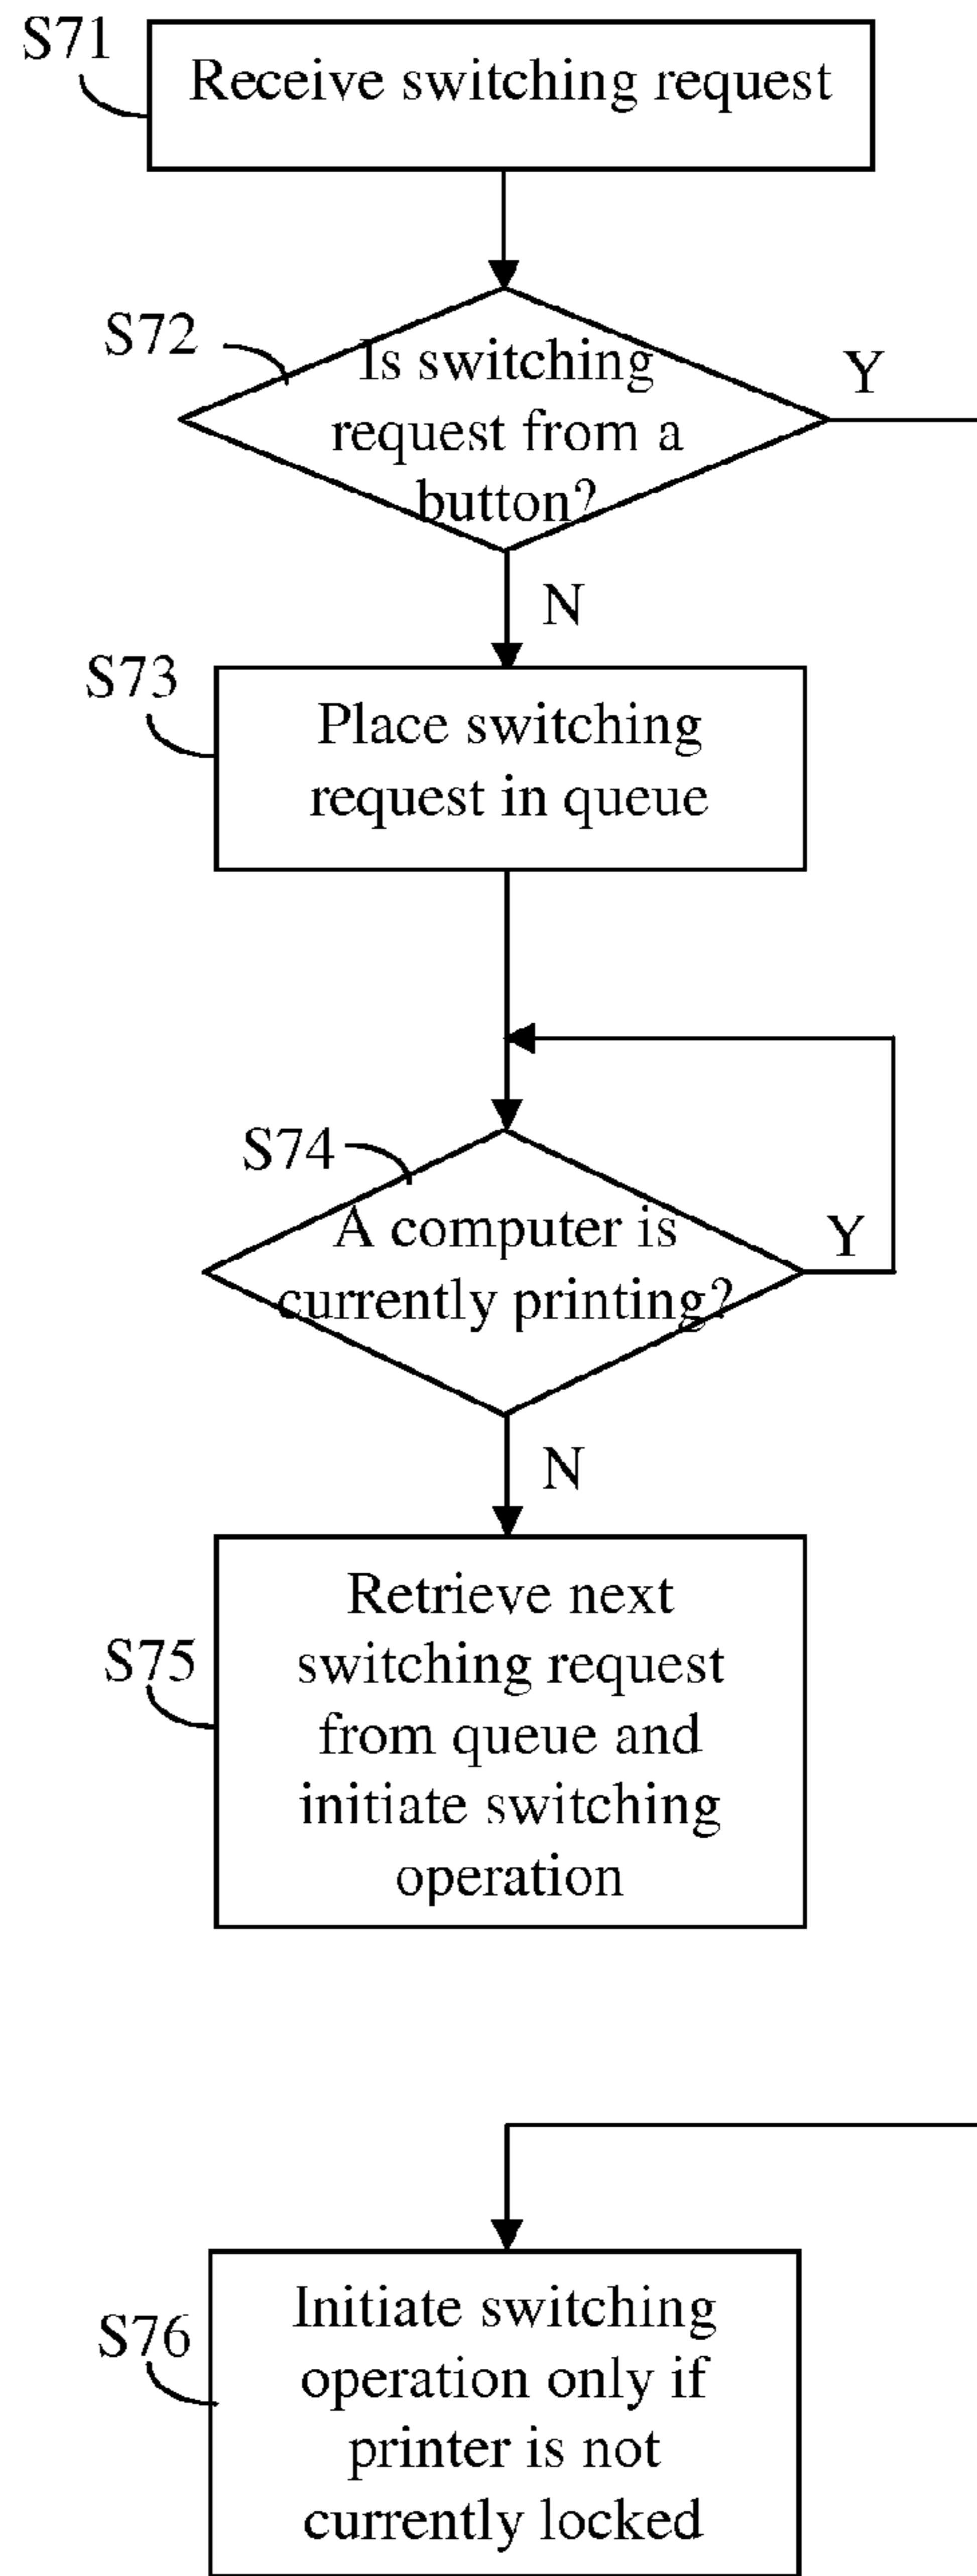 S71
Receive switching request
S72
Is switching
request from a
button?
Y
N
S73
Place switching
request in queue
S74
A computer is
currently printing?
Y
N
S75
Retrieve next
switching request
from queue and
initiate switching
operation
S76
Initiate switching
operation only if
printer is not
currently locked